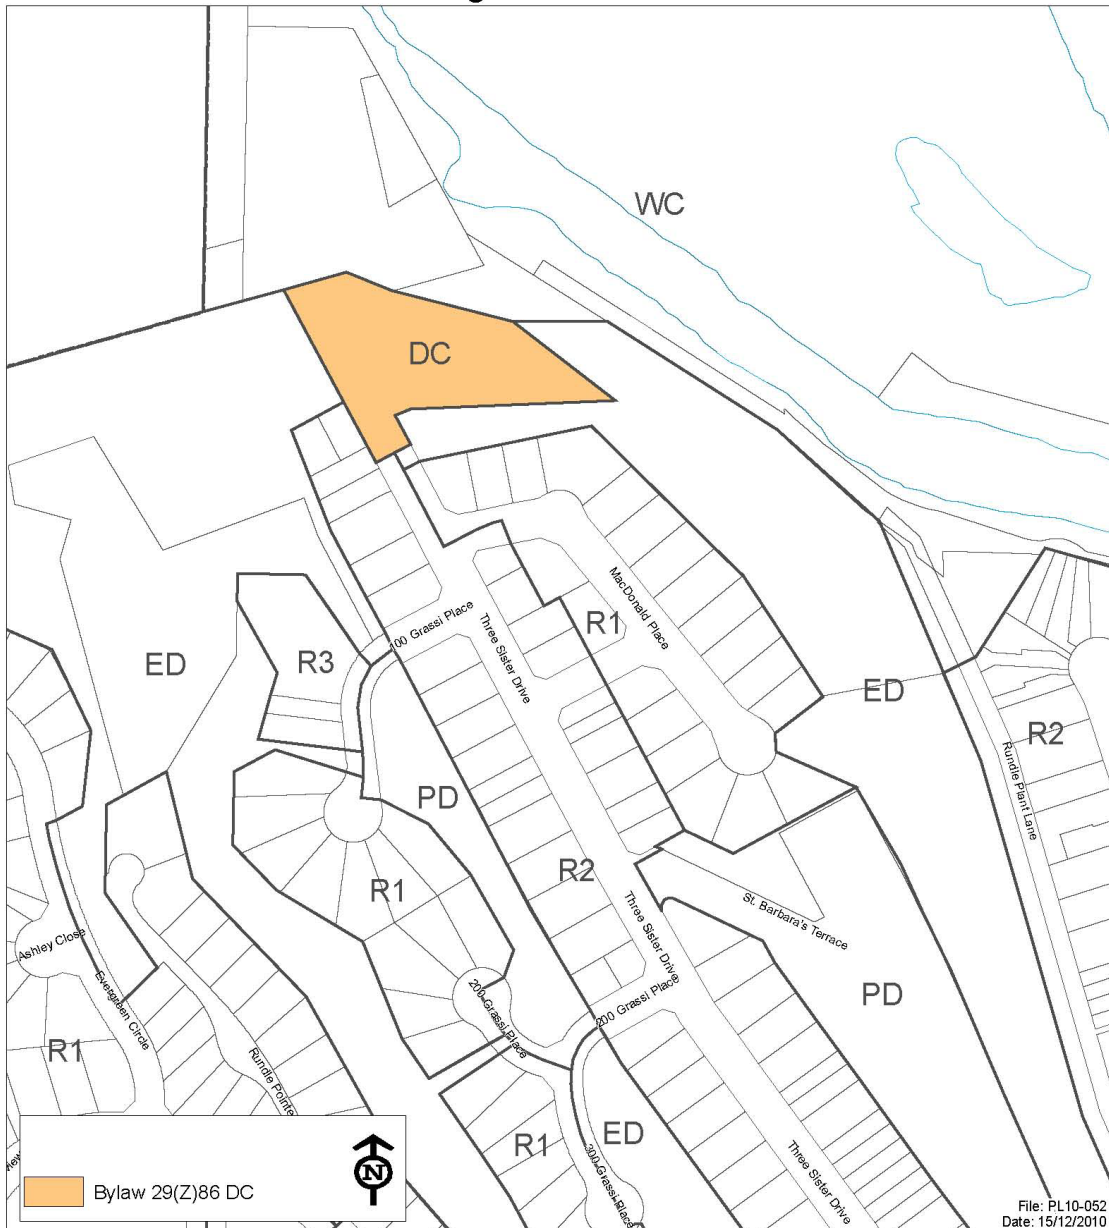 WC
DC
MacDonald Place
R1
100 Grassi Place
Three Sister Drive
ED
R3
ED
R2
Rundle Plant Lane
PD
R1
R2
St. Barbara's Terrace
Three Sister Drive
Ashley Close
Evergreen Circle
200 Grassi Place
200 Grassi Place
PD
R1
Rundle Pointe
R1
ED
300 Grassi Place
Three Sister Drive
N
Bylaw 29(Z)86 DC
File: PL10-052
Date: 15/12/2010